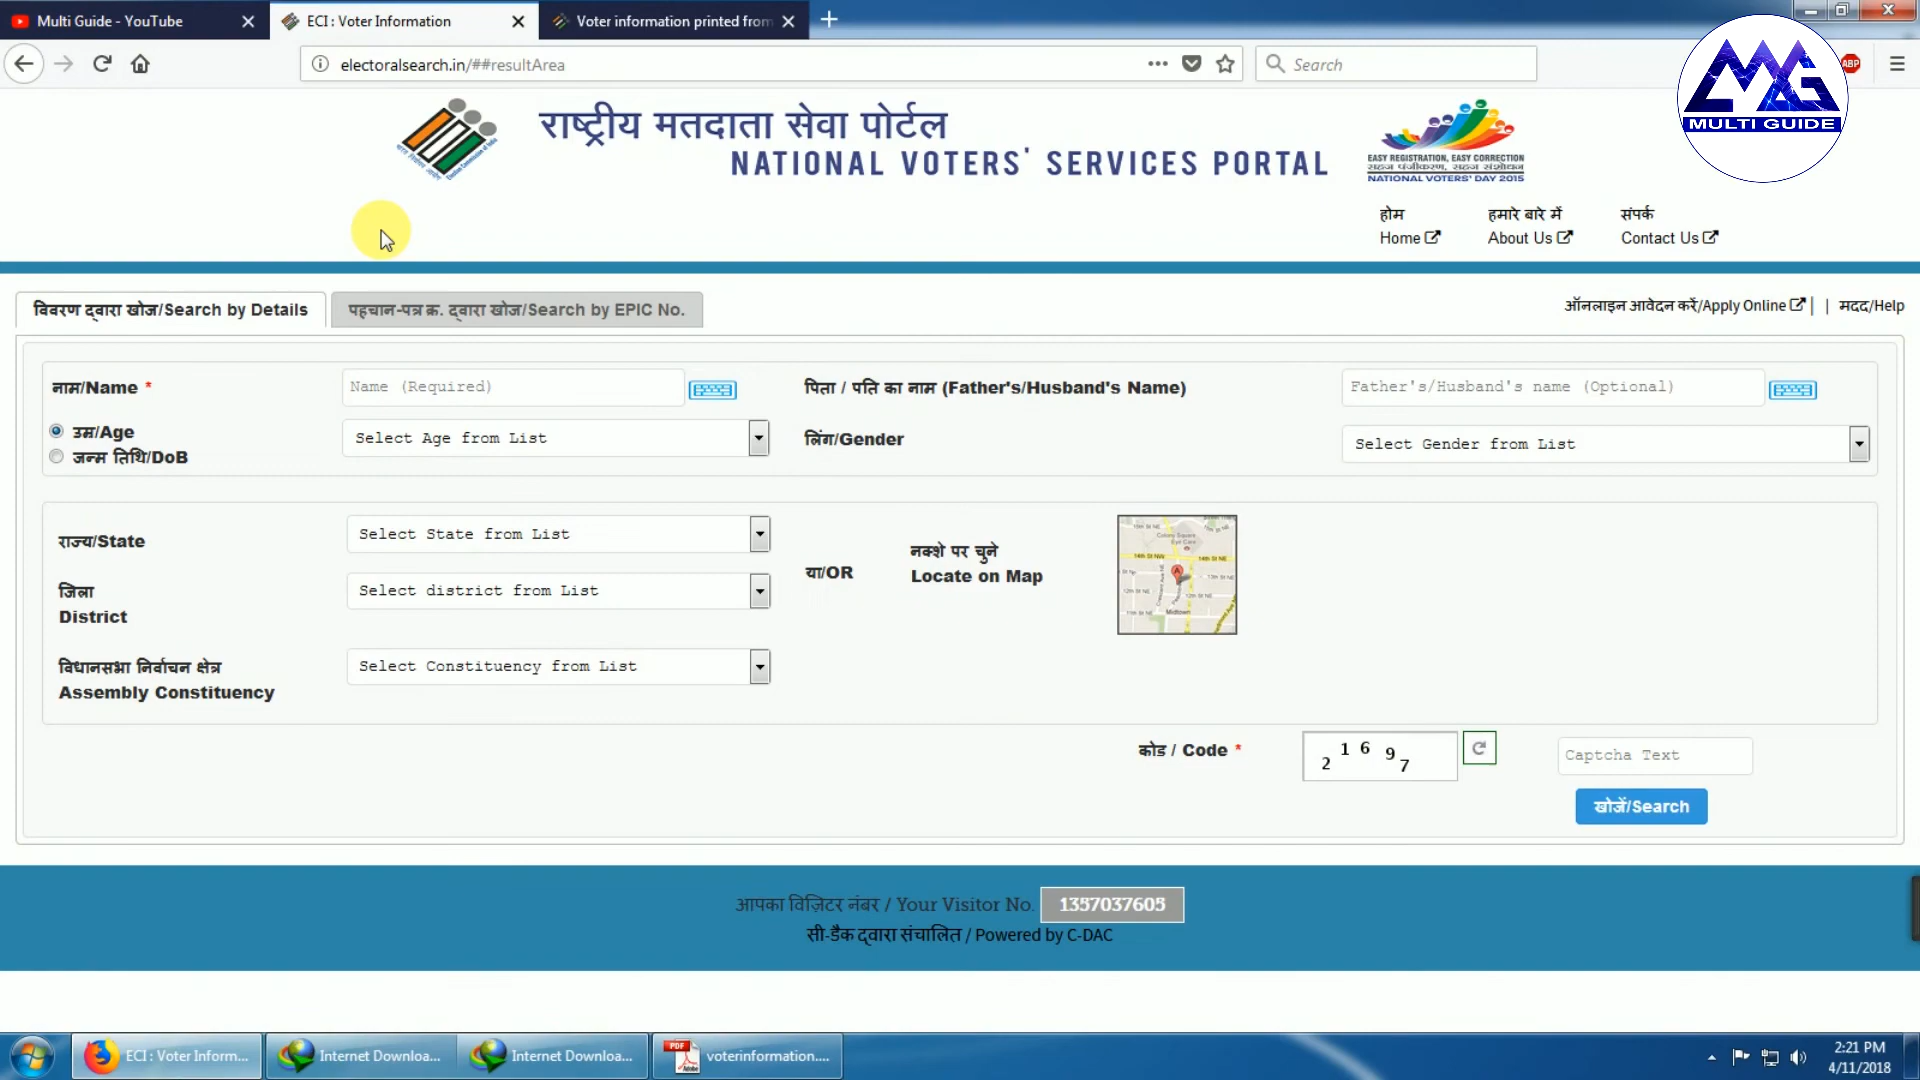 Multi Guide - YouTube
ECI : Voter Information
Voter information printed from
electoralsearch.in/##resultArea
Search
ABP
MULTI GUIDE
राष्ट्रीय मतदाता सेवा पोर्टल
NATIONAL VOTERS' SERVICES PORTAL
EASY REGISTRATION, EASY CORRECTION
सहज पंजीकरण, सहज संशोधन
NATIONAL VOTERS' DAY 2015
होम
Home
हमारे बारे में
About Us
संपर्क
Contact Us
विवरण द्वारा खोज/Search by Details
पहचान-पत्र क्र. द्वारा खोज/Search by EPIC No.
ऑनलाइन आवेदन करें/Apply Online | | मदद/Help
नाम/Name *
Name (Required)
पिता / पति का नाम (Father's/Husband's Name)
Father's/Husband's name (Optional)
उम्र/Age
जन्म तिथि/DoB
Select Age from List
लिंग/Gender
Select Gender from List
राज्य/State
Select State from List
जिला
District
Select district from List
विधानसभा निर्वाचन क्षेत्र
Assembly Constituency
Select Constituency from List
या/OR
नक्शे पर चुने
Locate on Map
कोड / Code *
2 1 6 9 7
Captcha Text
खोजें/Search
आपका विज़िटर नंबर / Your Visitor No. 1357037605
सी-डैक द्वारा संचालित / Powered by C-DAC
ECI : Voter Inform...
Internet Downloa...
Internet Downloa...
voterinformation....
2:21 PM
4/11/2018